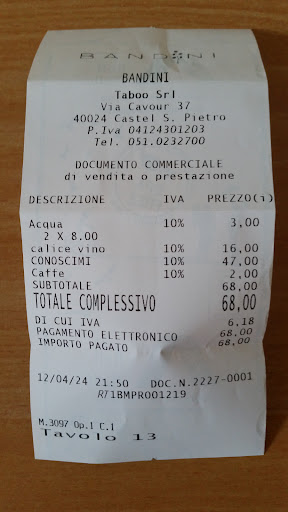 BANDINI
BANDINI
Taboo Srl
Via Cavour 37
40024 Castel S. Pietro
P.Iva 04124301203
Tel. 051.0232700
DOCUMENTO COMMERCIALE
di vendita o prestazione
DESCRIZIONE IVA PREZZO(i)
Acqua 10% 3,00
2 X 8.00
calice vino 10% 16,00
CONOSCIMI 10% 47,00
Caffe 10% 2,00
SUBTOTALE 68,00
TOTALE COMPLESSIVO 68,00
DI CUI IVA 6,18
PAGAMENTO ELETTRONICO 68,00
IMPORTO PAGATO 68,00
12/04/24 21:50 DOC.N.2227-0001
RT1BMPR001219
M.3097 Op.1 C.1
Tavolo 13